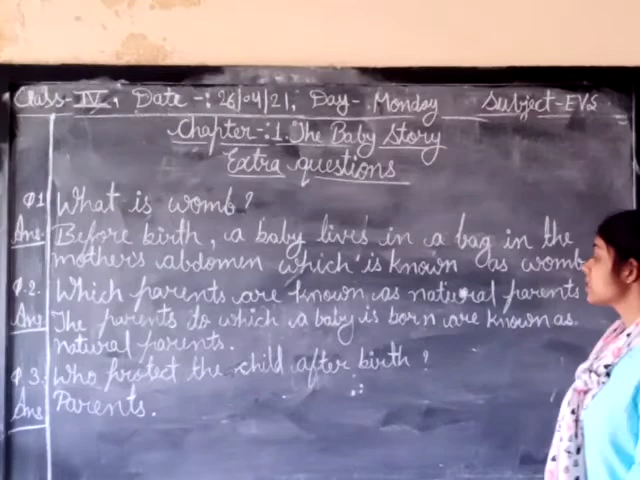 Class-IV, Date-:26/04/21, Day-.Monday Subject-EVS
Chapter-:1.The Baby Story
Extra questions
Q.1 What is womb?
Ans. Before birth, a baby lives in a bag in the
mother's abdomen which is known as womb
Q.2. Which parents are known as natural parents
Ans The parents to which a baby is born are known as
natural parents.
Q.3. Who protect the child after birth?
Ans Parents.